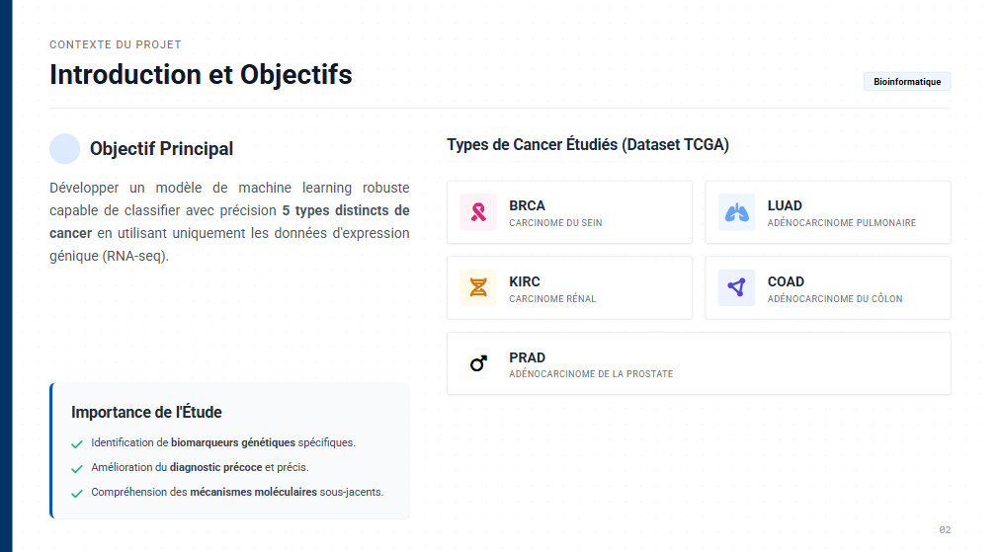 CONTEXTE DU PROJET
Introduction et Objectifs
Bioinformatique
Objectif Principal
Développer un modèle de machine learning robuste
capable de classifier avec précision 5 types distincts de
cancer en utilisant uniquement les données d'expression
génique (RNA-seq).
Importance de l'Étude
Identification de biomarqueurs génétiques spécifiques.
Amélioration du diagnostic précoce et précis.
Compréhension des mécanismes moléculaires sous-jacents.
Types de Cancer Étudiés (Dataset TCGA)
BRCA
CARCINOME DU SEIN
LUAD
ADÉNOCARCINOME PULMONAIRE
KIRC
CARCINOME RÉNAL
COAD
ADÉNOCARCINOME DU CÔLON
PRAD
ADÉNOCARCINOME DE LA PROSTATE
02